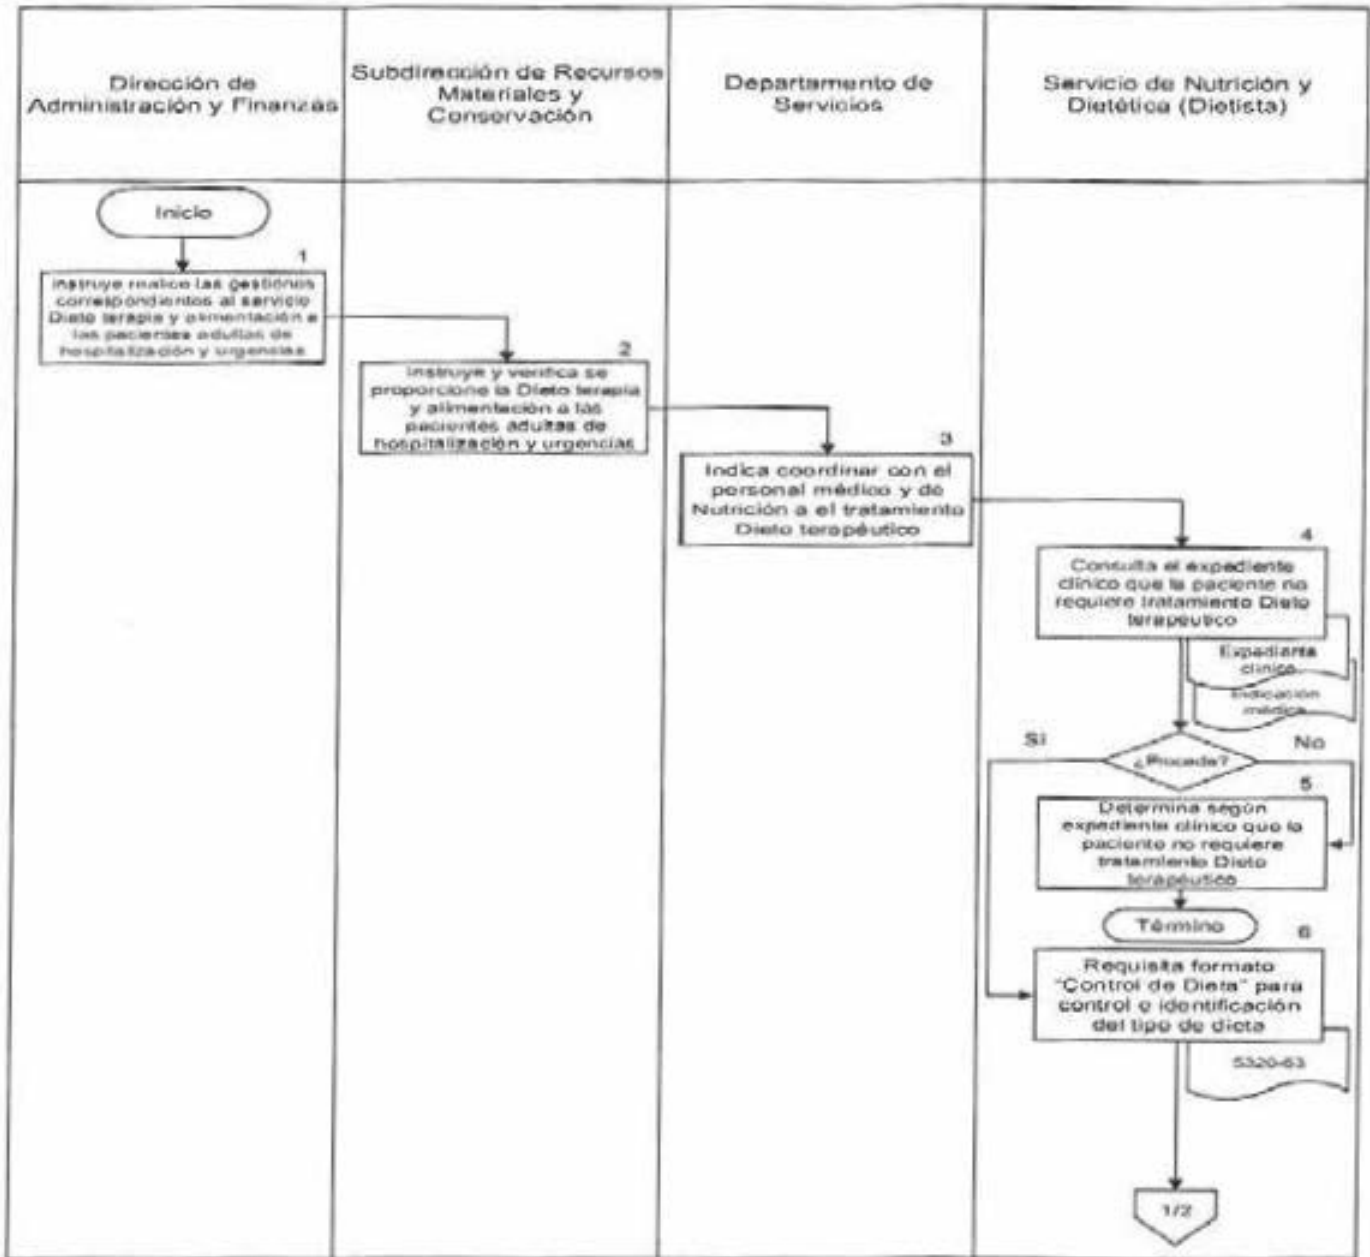 Dirección de
Administración y Finanzas
Subdirección de Recursos
Materiales y
Conservación
Departamento de
Servicios
Servicio de Nutrición y
Dietética (Dietista)
Inicio
1
Instruye realice las gestiones
correspondientes al servicio
Dieto terapia y alimentación a
las pacientes adultas de
hospitalización y urgencias
2
Instruye y verifica se
proporcione la Dieto terapia
y alimentación a las
pacientes adultas de
hospitalización y urgencias
3
Indica coordinar con el
personal médico y de
Nutrición a el tratamiento
Dieto terapéutico
4
Consulta el expediente
clínico que la paciente no
requiere tratamiento Dieto
terapéutico
Expediente
clínico
Indicación
médica
Si
¿Procede?
No
5
Determina según
expediente clínico que la
paciente no requiere
tratamiento Dieto
terapéutico
Término
6
Requisita formato
"Control de Dieta" para
control e identificación
del tipo de dieta
5320-63
1/2